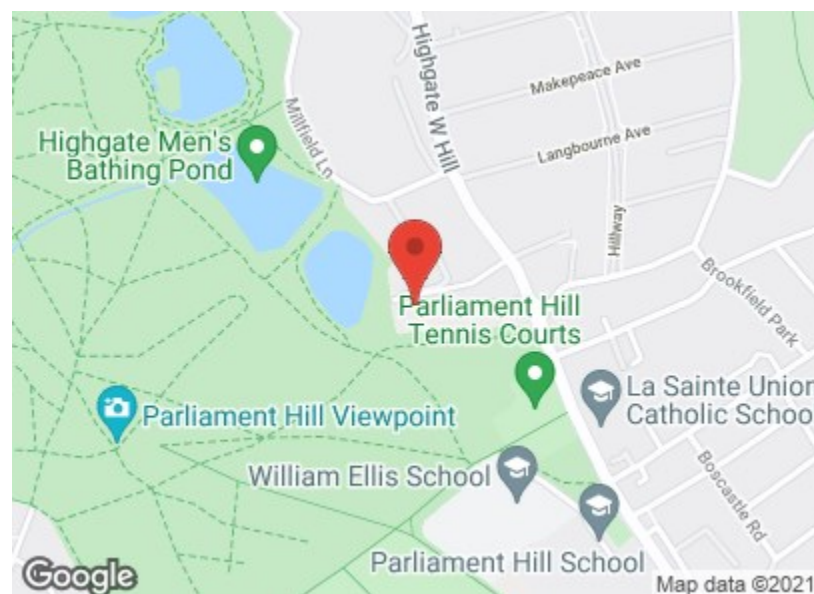 Makepeace Ave
Highgate W Hill
Langbourne Ave
Millfield Ln
Highgate Men's
Bathing Pond
Hillway
Brookfield Park
Parliament Hill
Tennis Courts
La Sainte Union
Catholic Schoo
Parliament Hill Viewpoint
William Ellis School
Boscastle Rd
Parliament Hill School
Google
Map data ©2021